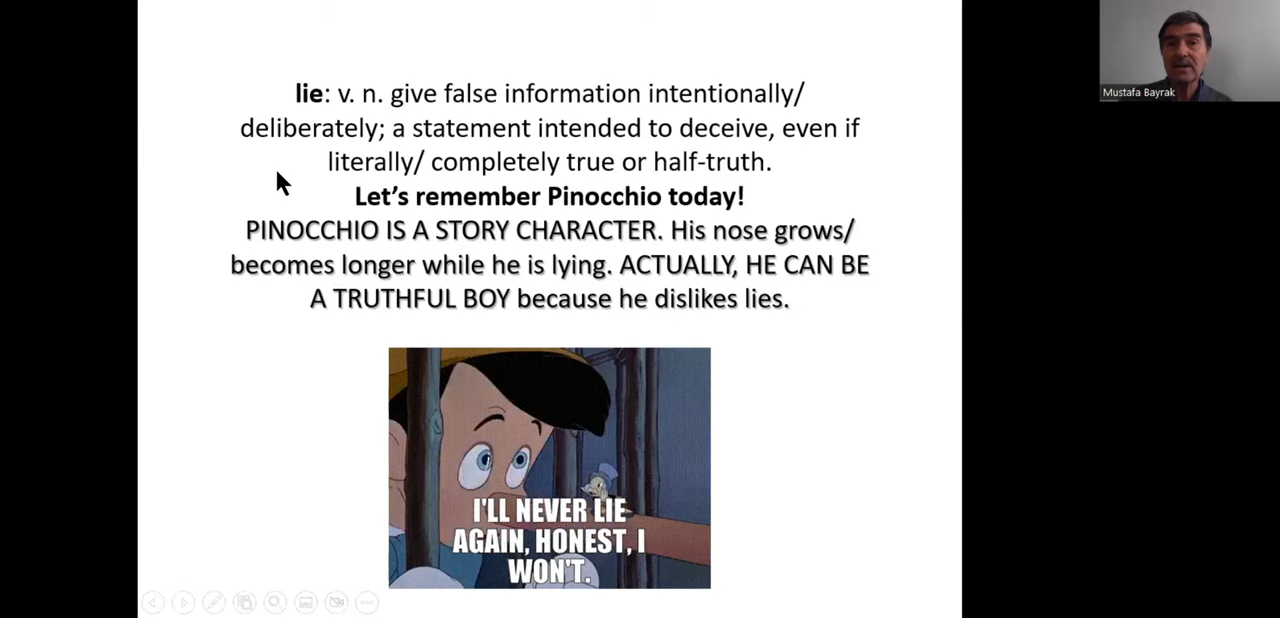 lie: v. n. give false information intentionally/
deliberately; a statement intended to deceive, even if
literally/ completely true or half-truth.
Let's remember Pinocchio today!
PINOCCHIO IS A STORY CHARACTER. His nose grows/
becomes longer while he is lying. ACTUALLY, HE CAN BE
A TRUTHFUL BOY because he dislikes lies.
I'LL NEVER LIE
AGAIN, HONEST, I
WON'T.
Mustafa Bayrak